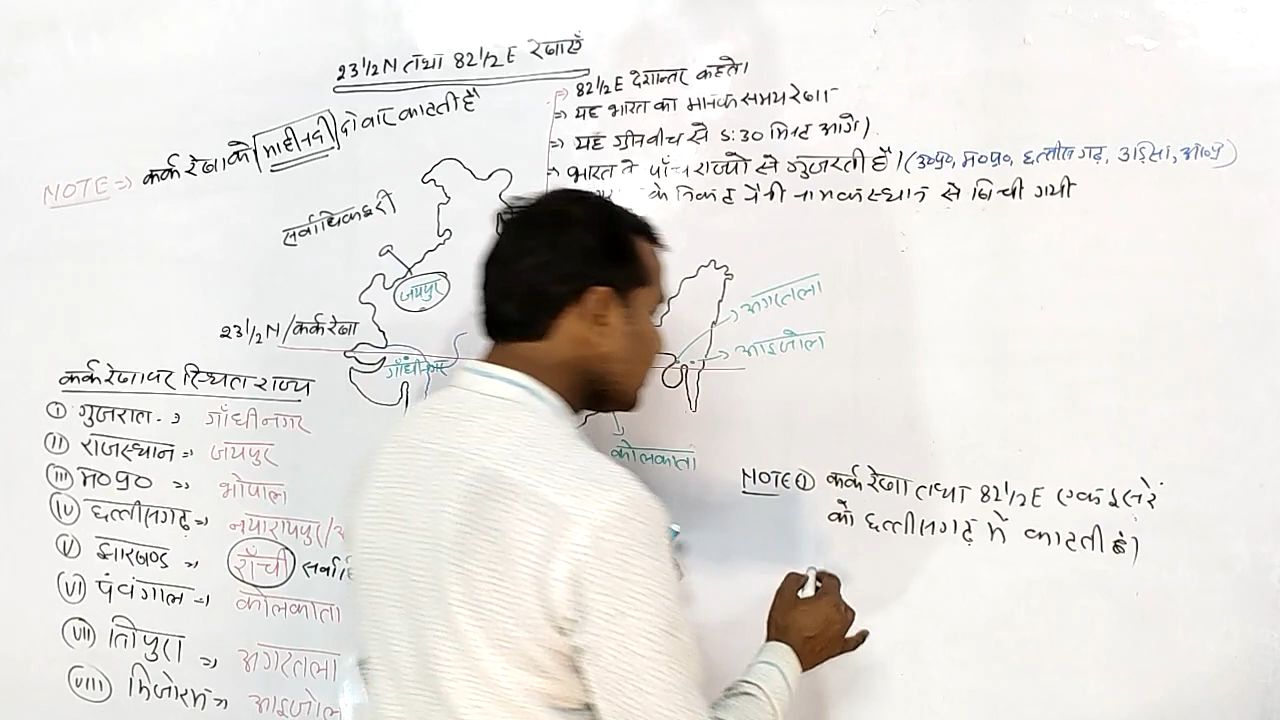 23½N तथा 82½E रेखाएँ
NOTE⇒ कर्क रेखा को माहीनदी दो बार काटती है
⇒ 82½E देशान्तर कहते।
⇒ यह भारत का मानक समय रेखा
⇒ यह ग्रीनवीच से 5:30 मिनट आगे।
⇒ भारत के पाँच राज्यो से गुजरती है। (उ०प्र०, म०प्र०, छत्तीसगढ़, उड़िसा, आ०प्र)
के निकट नैनी नामक स्थान से खिची गयी
सर्वाधिक दूरी
जयपुर
23½N/कर्क रेखा
गाँधीनगर
अगरतला
आइजोल
कोलकाता
कर्क रेखा पर स्थित राज्य
I गुजरात ⇒ गाँधीनगर
II राजस्थान ⇒ जयपुर
III म०प्र० ⇒ भोपाल
IV छत्तीसगढ़ ⇒ नयारायपुर/अ
V झारखण्ड ⇒ राँची सर्वाधि
VI पं०बंगाल ⇒ कोलकाता
VII त्रिपुरा ⇒ अगरतला
VIII मिजोरम ⇒ आइजोल
NOTE ① कर्क रेखा तथा 82½E एक दूसरे
को छत्तीसगढ़ में काटती है।